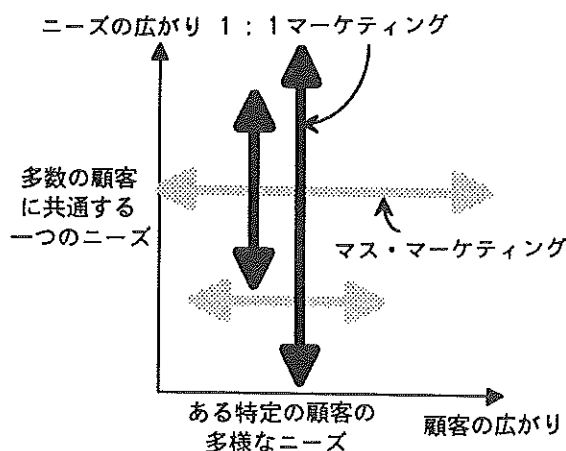 ニーズの広がり 1:1マーケティング
多数の顧客
に共通する
一つのニーズ
マス・マーケティング
ある特定の顧客の
多様なニーズ
顧客の広がり